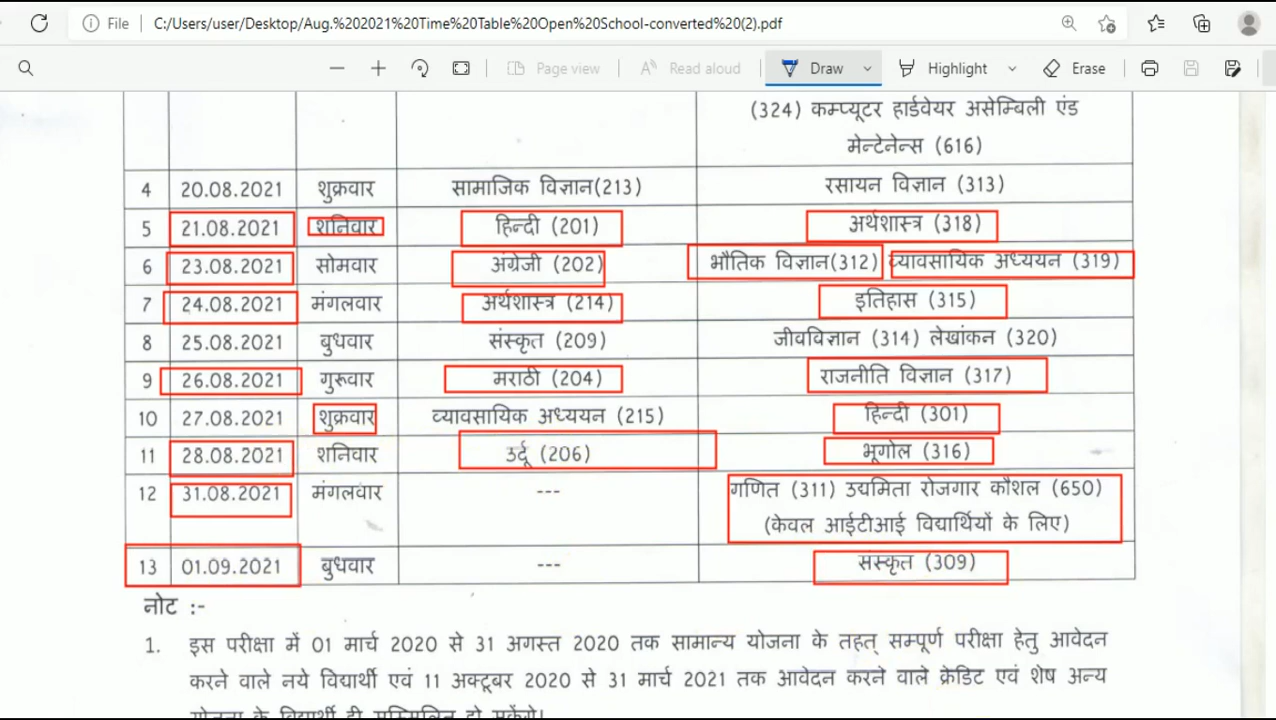 File C:/Users/user/Desktop/Aug.%202021%20Time%20Table%20Open%20School-converted%20(2).pdf
Page view Read aloud Draw Highlight Erase
(324) कम्प्यूटर हार्डवेयर असेम्बिली एंड
मेन्टेनेन्स (616)
4 20.08.2021 शुक्रवार सामाजिक विज्ञान(213) रसायन विज्ञान (313)
5 21.08.2021 शनिवार हिन्दी (201) अर्थशास्त्र (318)
6 23.08.2021 सोमवार अंग्रेजी (202) भौतिक विज्ञान(312) व्यावसायिक अध्ययन (319)
7 24.08.2021 मंगलवार अर्थशास्त्र (214) इतिहास (315)
8 25.08.2021 बुधवार संस्कृत (209) जीवविज्ञान (314) लेखांकन (320)
9 26.08.2021 गुरूवार मराठी (204) राजनीति विज्ञान (317)
10 27.08.2021 शुक्रवार व्यावसायिक अध्ययन (215) हिन्दी (301)
11 28.08.2021 शनिवार उर्दू (206) भूगोल (316)
12 31.08.2021 मंगलवार --- गणित (311) उद्यमिता रोजगार कौशल (650)
(केवल आईटीआई विद्यार्थियों के लिए)
13 01.09.2021 बुधवार --- संस्कृत (309)
नोट :-
1. इस परीक्षा में 01 मार्च 2020 से 31 अगस्त 2020 तक सामान्य योजना के तहत् सम्पूर्ण परीक्षा हेतु आवेदन
करने वाले नये विद्यार्थी एवं 11 अक्टूबर 2020 से 31 मार्च 2021 तक आवेदन करने वाले क्रेडिट एवं शेष अन्य
योजना के विद्यार्थी ही सम्मिलित हो सकेंगे।